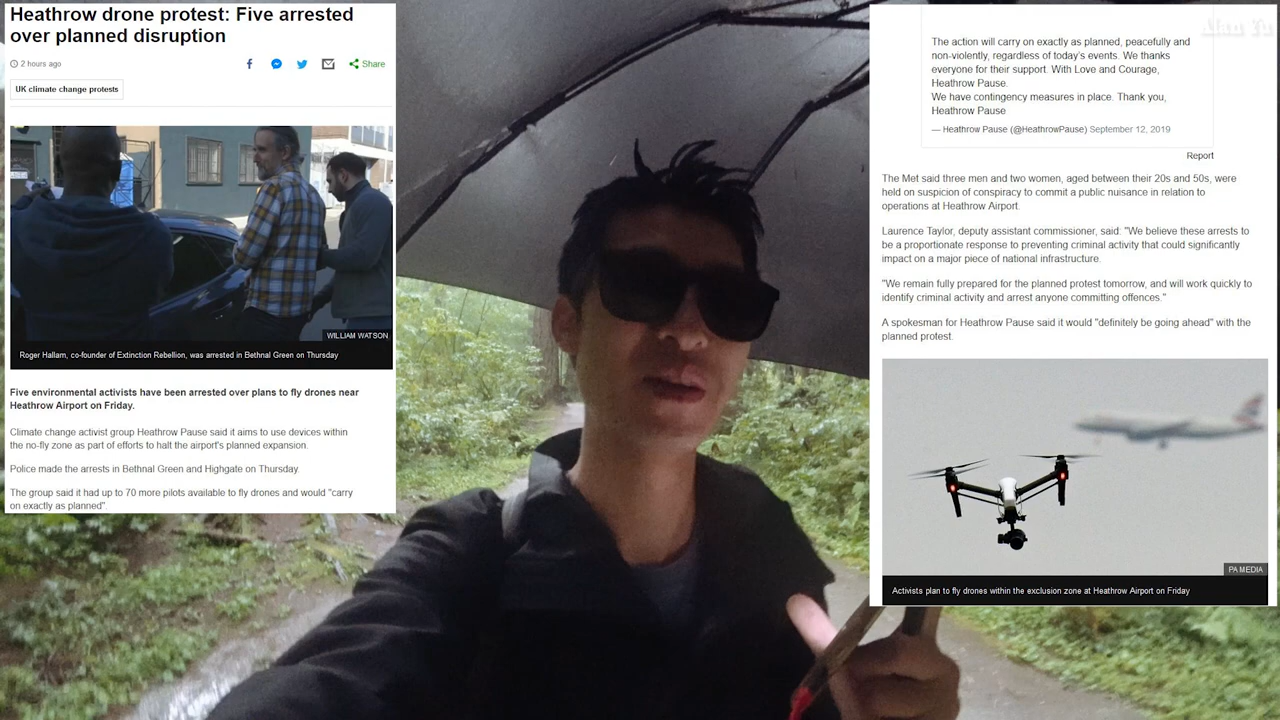 Heathrow drone protest: Five arrested
over planned disruption
2 hours ago
Share
UK climate change protests
WILLIAM WATSON
Roger Hallam, co-founder of Extinction Rebellion, was arrested in Bethnal Green on Thursday
Five environmental activists have been arrested over plans to fly drones near
Heathrow Airport on Friday.
Climate change activist group Heathrow Pause said it aims to use devices within
the no-fly zone as part of efforts to halt the airport's planned expansion.
Police made the arrests in Bethnal Green and Highgate on Thursday.
The group said it had up to 70 more pilots available to fly drones and would "carry
on exactly as planned".
Alan Yu
The action will carry on exactly as planned, peacefully and
non-violently, regardless of today's events. We thanks
everyone for their support. With Love and Courage,
Heathrow Pause.
We have contingency measures in place. Thank you,
Heathrow Pause
— Heathrow Pause (@HeathrowPause) September 12, 2019
Report
The Met said three men and two women, aged between their 20s and 50s, were
held on suspicion of conspiracy to commit a public nuisance in relation to
operations at Heathrow Airport.
Laurence Taylor, deputy assistant commissioner, said: "We believe these arrests to
be a proportionate response to preventing criminal activity that could significantly
impact on a major piece of national infrastructure.
"We remain fully prepared for the planned protest tomorrow, and will work quickly to
identify criminal activity and arrest anyone committing offences."
A spokesman for Heathrow Pause said it would "definitely be going ahead" with the
planned protest.
PA MEDIA
Activists plan to fly drones within the exclusion zone at Heathrow Airport on Friday